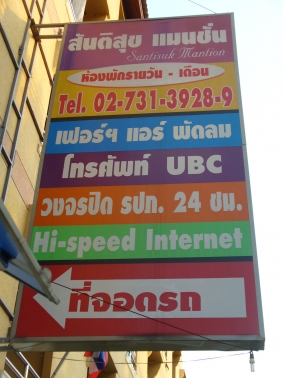 สันติสุข แมนชั่น
Santisuk Mantion
ห้องพักรายวัน - เดือน
Tel. 02-731-3928-9
เฟอร์ฯ แอร์ พัดลม
โทรศัพท์ UBC
วงจรปิด รปภ. 24 ชม.
Hi-speed Internet
ที่จอดรถ